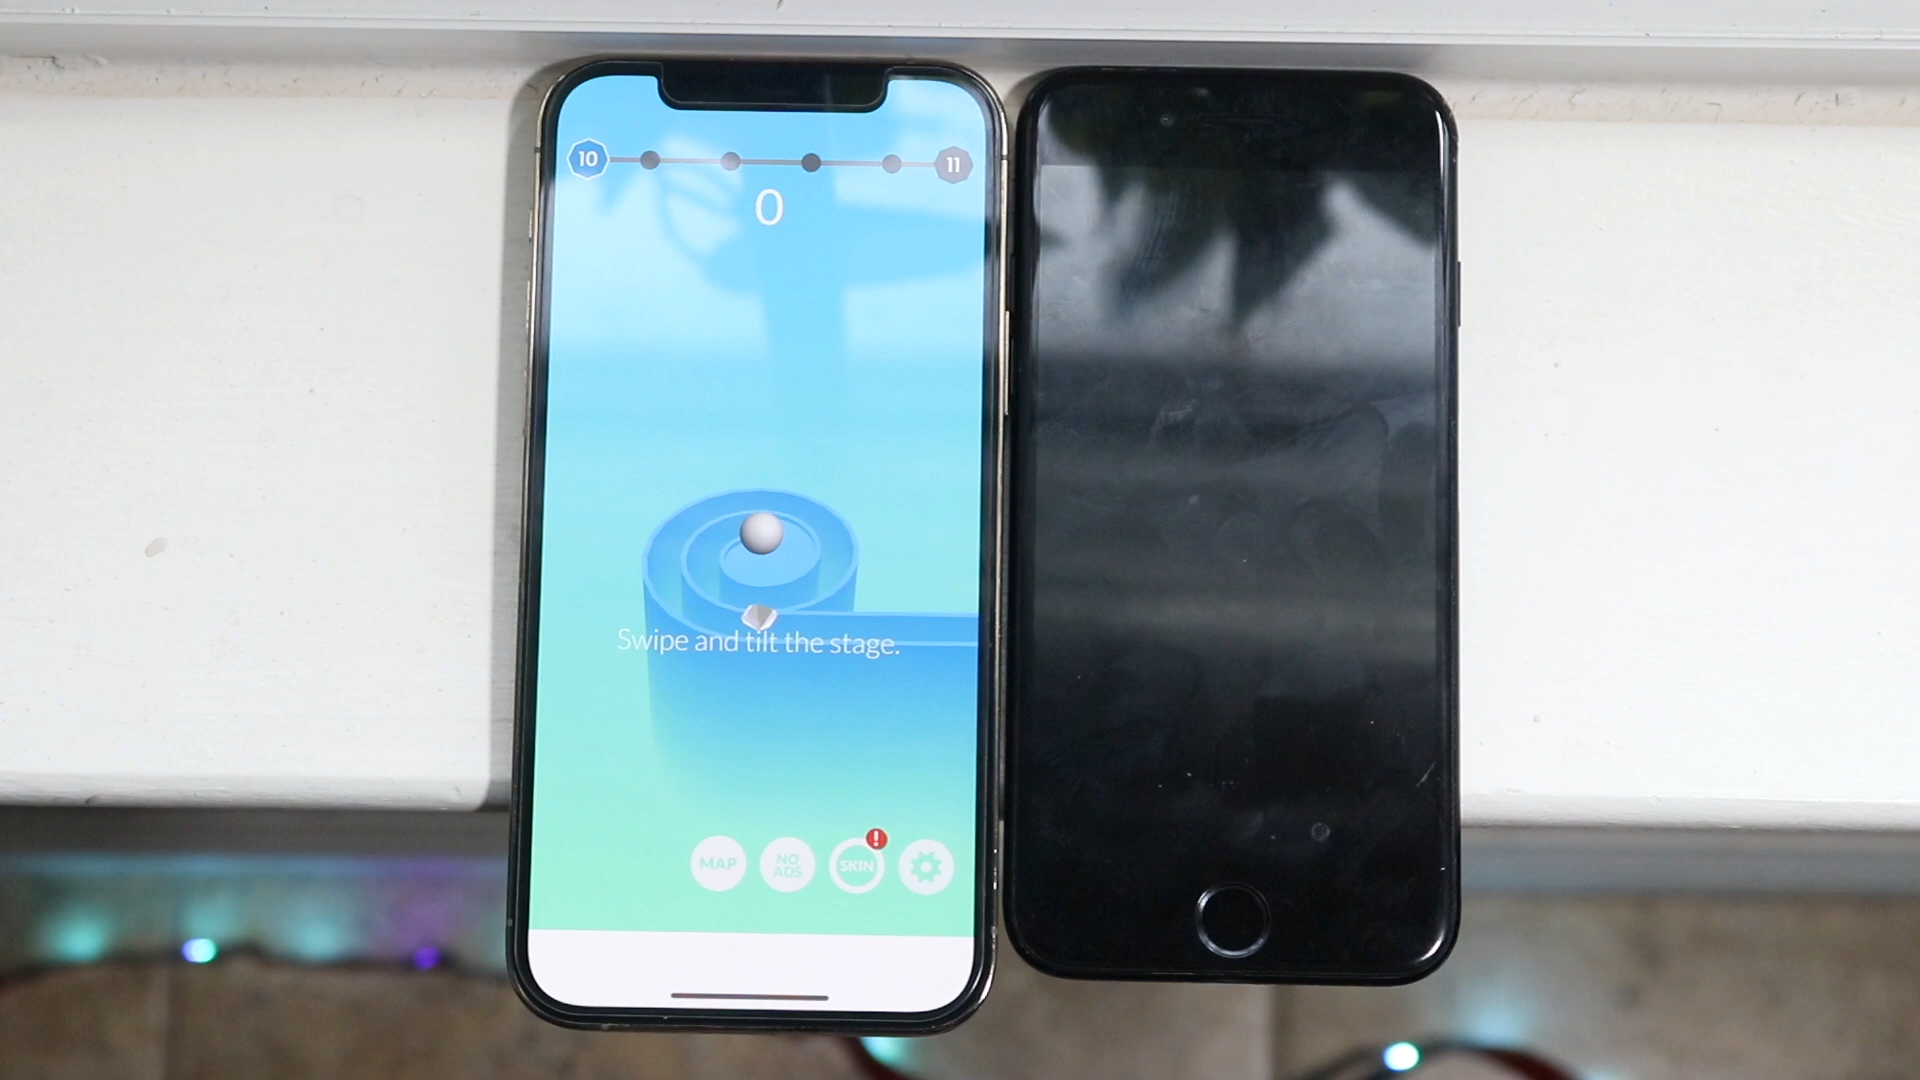 10
11
0
Swipe and tilt the stage.
MAP
NO
ADS
SKIN
!